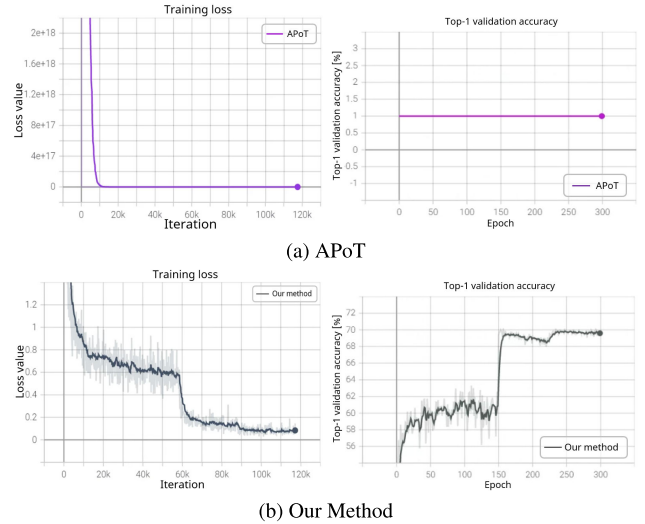 Training loss
Top-1 validation accuracy
2e+18
1.6e+18
1.2e+18
8e+17
4e+17
0
Loss value
APoT
0
20k
40k
60k
80k
100k
120k
Iteration
3
2.5
2
1.5
1
0.5
0
-0.5
-1
Top-1 validation accuracy [%]
APoT
0
50
100
150
200
250
300
Epoch
(a) APoT
Training loss
Top-1 validation accuracy
1.2
1
0.8
0.6
0.4
0.2
0
Loss value
Our method
0
20k
40k
60k
80k
100k
120k
Iteration
72
70
68
66
64
62
60
58
56
Top-1 validation accuracy [%]
Our method
0
50
100
150
200
250
300
Epoch
(b) Our Method